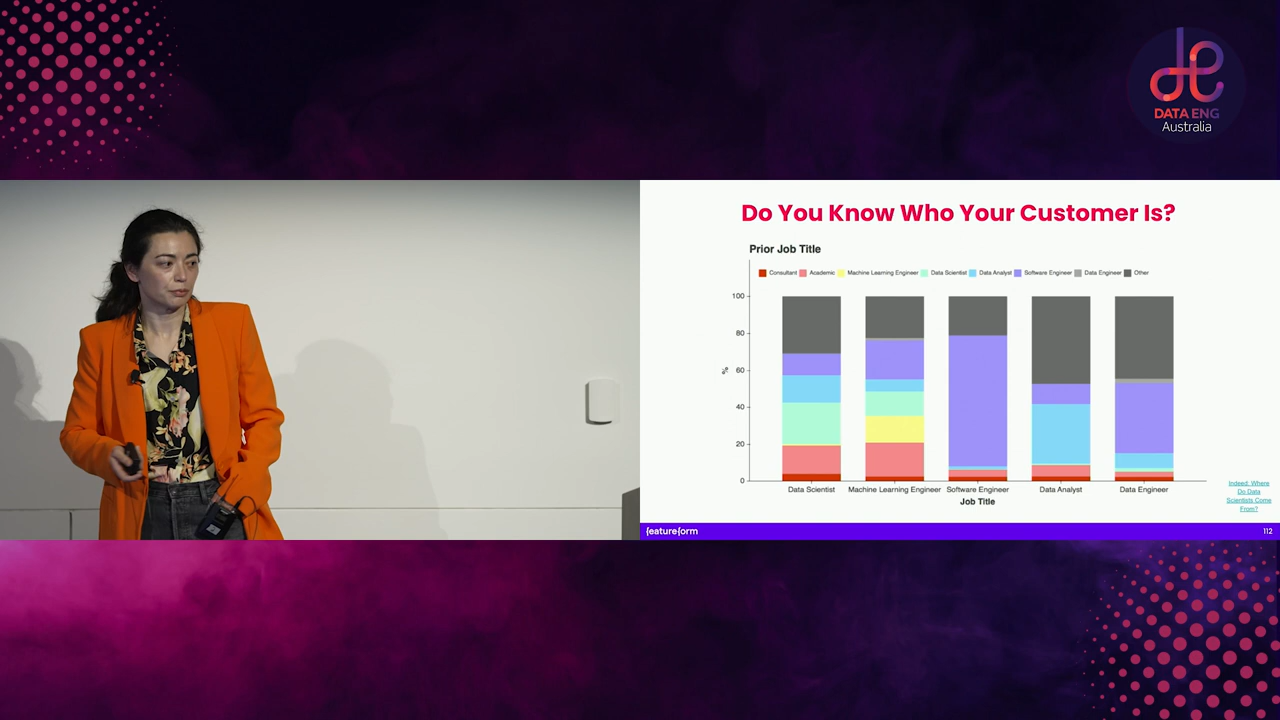 DATA ENG
Australia
Do You Know Who Your Customer Is?
Prior Job Title
Consultant Academic Machine Learning Engineer Data Scientist Data Analyst Software Engineer Data Engineer Other
100
80
60
%
40
20
0
Data Scientist Machine Learning Engineer Software Engineer Data Analyst Data Engineer
Job Title
Indeed, Where
Do Data
Scientists Come
From?
{eature{orm
112